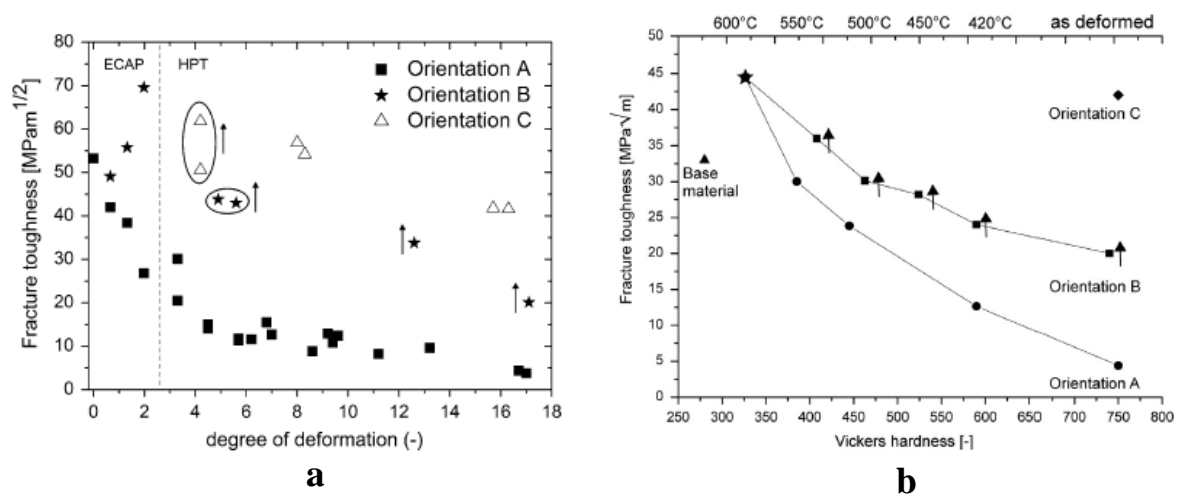 80
70
60
50
40
30
20
10
0
Fracture toughness [MPam1/2]
ECAP
HPT
Orientation A
Orientation B
Orientation C
0 2 4 6 8 10 12 14 16 18
degree of deformation (-)
a
600°C 550°C 500°C 450°C 420°C as deformed
50
45
40
35
30
25
20
15
10
5
0
Fracture toughness [MPa√m]
Orientation C
Base
material
Orientation B
Orientation A
250 300 350 400 450 500 550 600 650 700 750 800
Vickers hardness [-]
b